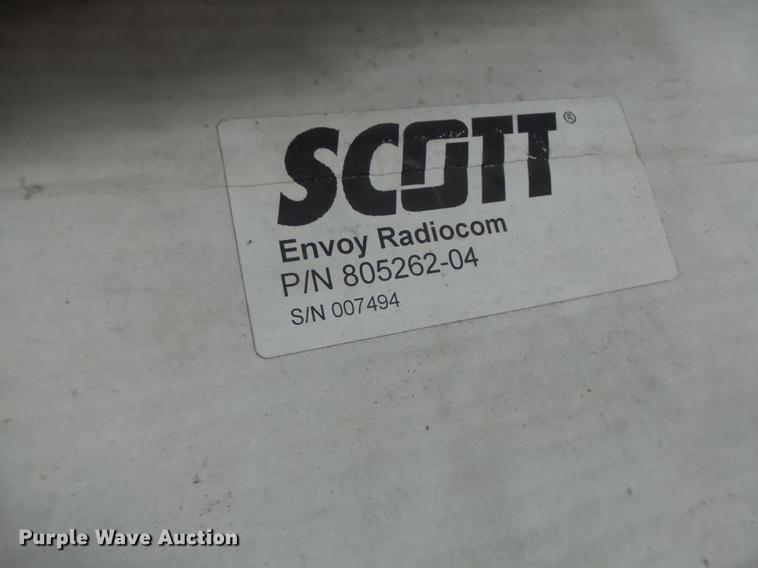 SCOTT®
Envoy Radiocom
P/N 805262-04
S/N 007494
Purple Wave Auction